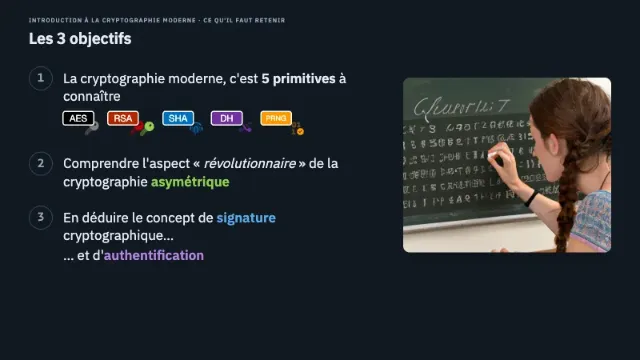 INTRODUCTION À LA CRYPTOGRAPHIE MODERNE - CE QU'IL FAUT RETENIR
Les 3 objectifs
1
La cryptographie moderne, c'est 5 primitives à
connaître
AES RSA SHA DH PRNG
2
Comprendre l'aspect « révolutionnaire » de la
cryptographie asymétrique
3
En déduire le concept de signature
cryptographique...
... et d'authentification